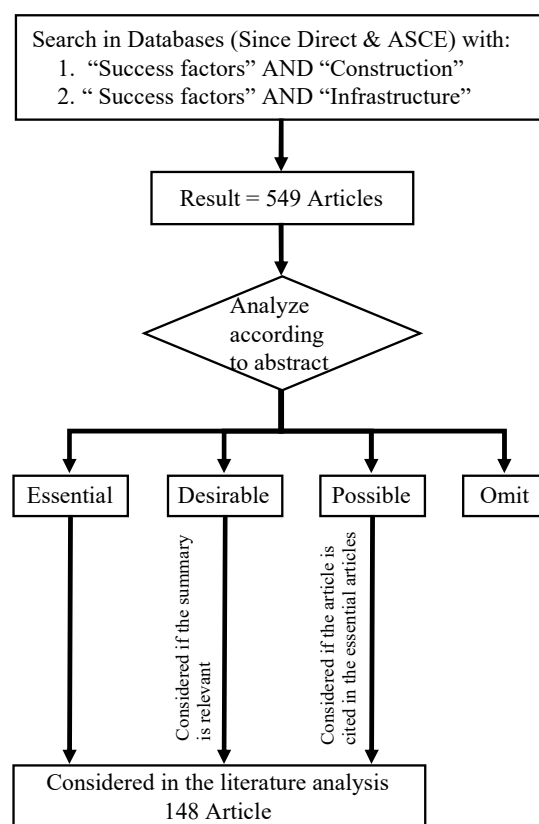 Search in Databases (Since Direct & ASCE) with:
1. “Success factors” AND “Construction”
2. “ Success factors” AND “Infrastructure”
Result = 549 Articles
Analyze
according
to abstract
Essential
Desirable
Possible
Omit
Considered if the summary
is relevant
Considered if the article is
cited in the essential articles
Considered in the literature analysis
148 Article